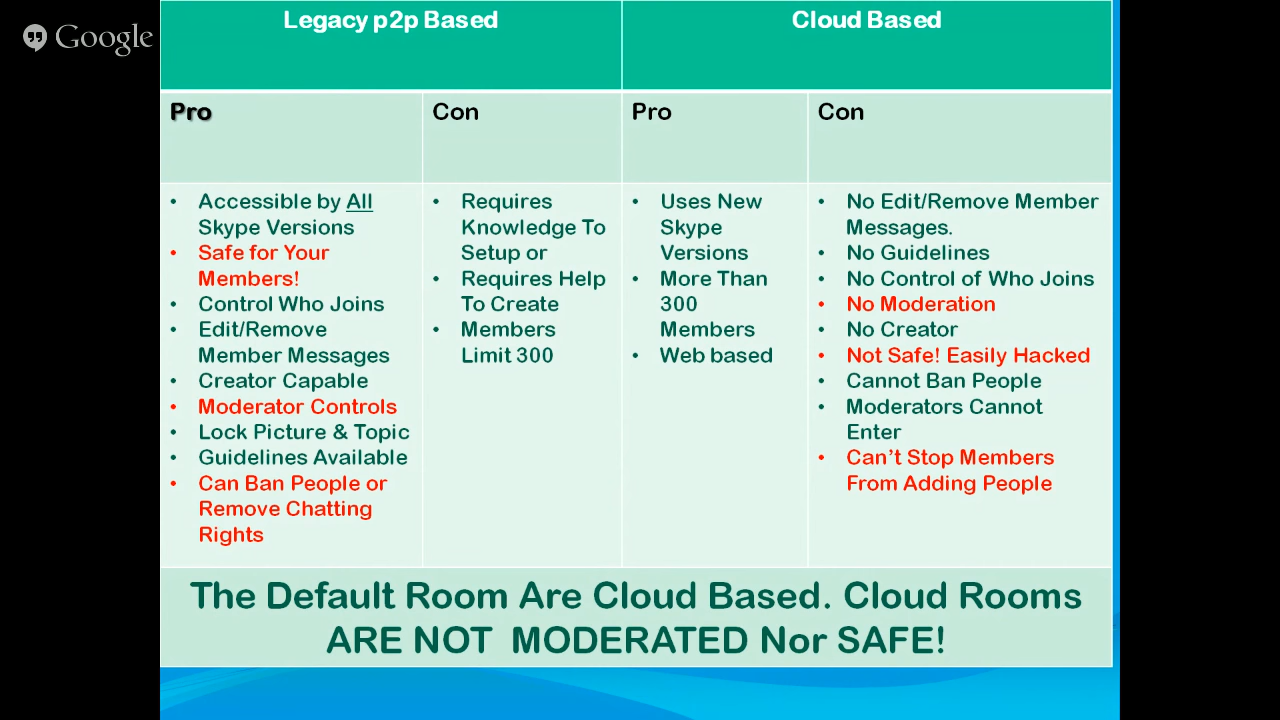 Google
Legacy p2p Based
Cloud Based
Pro
Con
Pro
Con
• Accessible by All
Skype Versions
• Safe for Your
Members!
• Control Who Joins
• Edit/Remove
Member Messages
• Creator Capable
• Moderator Controls
• Lock Picture & Topic
• Guidelines Available
• Can Ban People or
Remove Chatting
Rights
• Requires
Knowledge To
Setup or
• Requires Help
To Create
• Members
Limit 300
• Uses New
Skype
Versions
• More Than
300
Members
• Web based
• No Edit/Remove Member
Messages.
• No Guidelines
• No Control of Who Joins
• No Moderation
• No Creator
• Not Safe! Easily Hacked
• Cannot Ban People
• Moderators Cannot
Enter
• Can't Stop Members
From Adding People
The Default Room Are Cloud Based. Cloud Rooms
ARE NOT MODERATED Nor SAFE!